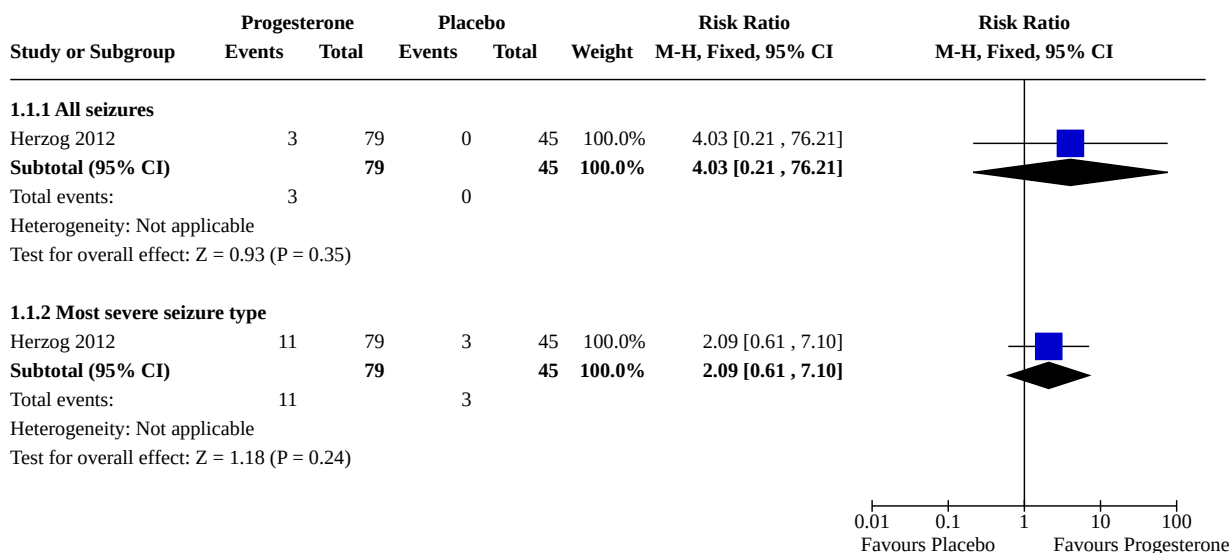 Progesterone Placebo Risk Ratio Risk Ratio
Study or Subgroup Events Total Events Total Weight M-H, Fixed, 95% CI M-H, Fixed, 95% CI
1.1.1 All seizures
Herzog 2012 3 79 0 45 100.0% 4.03 [0.21 , 76.21]
Subtotal (95% CI) 79 45 100.0% 4.03 [0.21 , 76.21]
Total events: 3 0
Heterogeneity: Not applicable
Test for overall effect: Z = 0.93 (P = 0.35)
1.1.2 Most severe seizure type
Herzog 2012 11 79 3 45 100.0% 2.09 [0.61 , 7.10]
Subtotal (95% CI) 79 45 100.0% 2.09 [0.61 , 7.10]
Total events: 11 3
Heterogeneity: Not applicable
Test for overall effect: Z = 1.18 (P = 0.24)
0.01 0.1 1 10 100
Favours Placebo Favours Progesterone